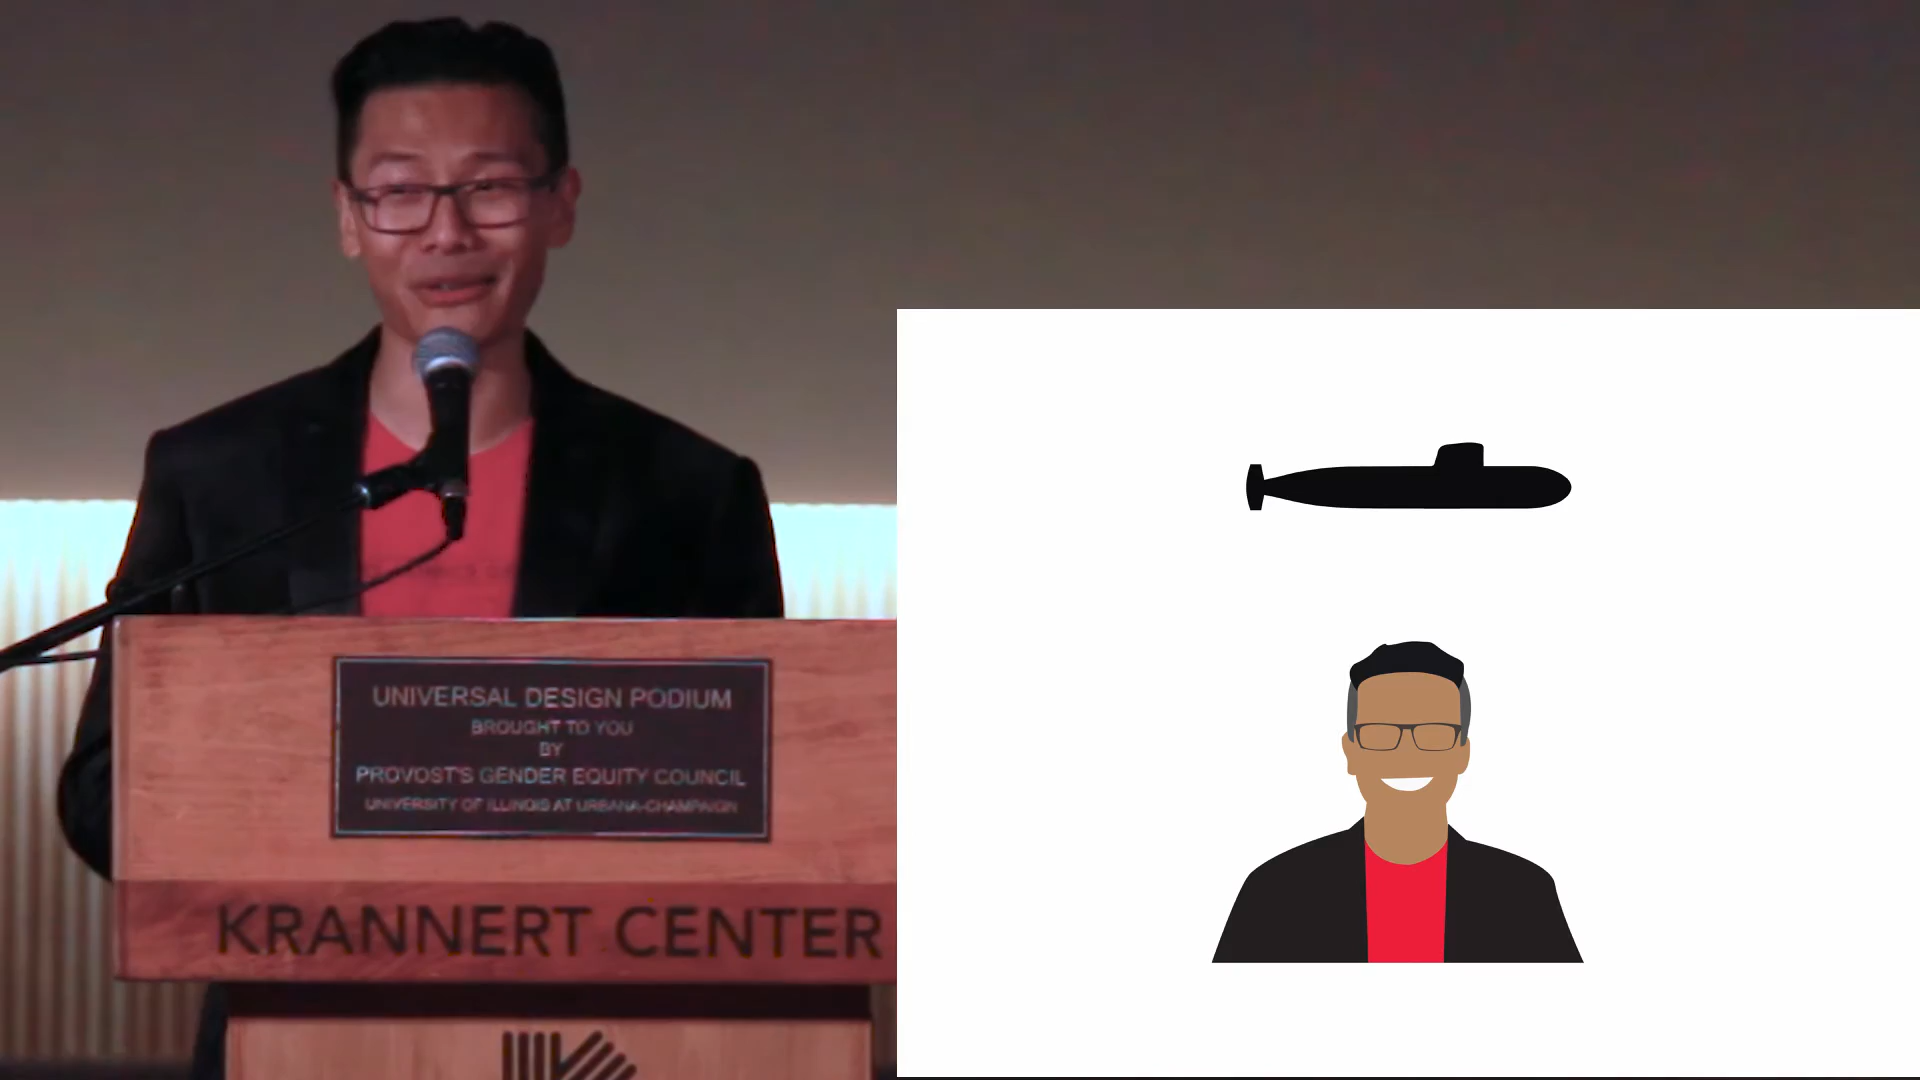 UNIVERSAL DESIGN PODIUM
BROUGHT TO YOU
BY
PROVOST'S GENDER EQUITY COUNCIL
UNIVERSITY OF ILLINOIS AT URBANA-CHAMPAIGN
KRANNERT CENTER